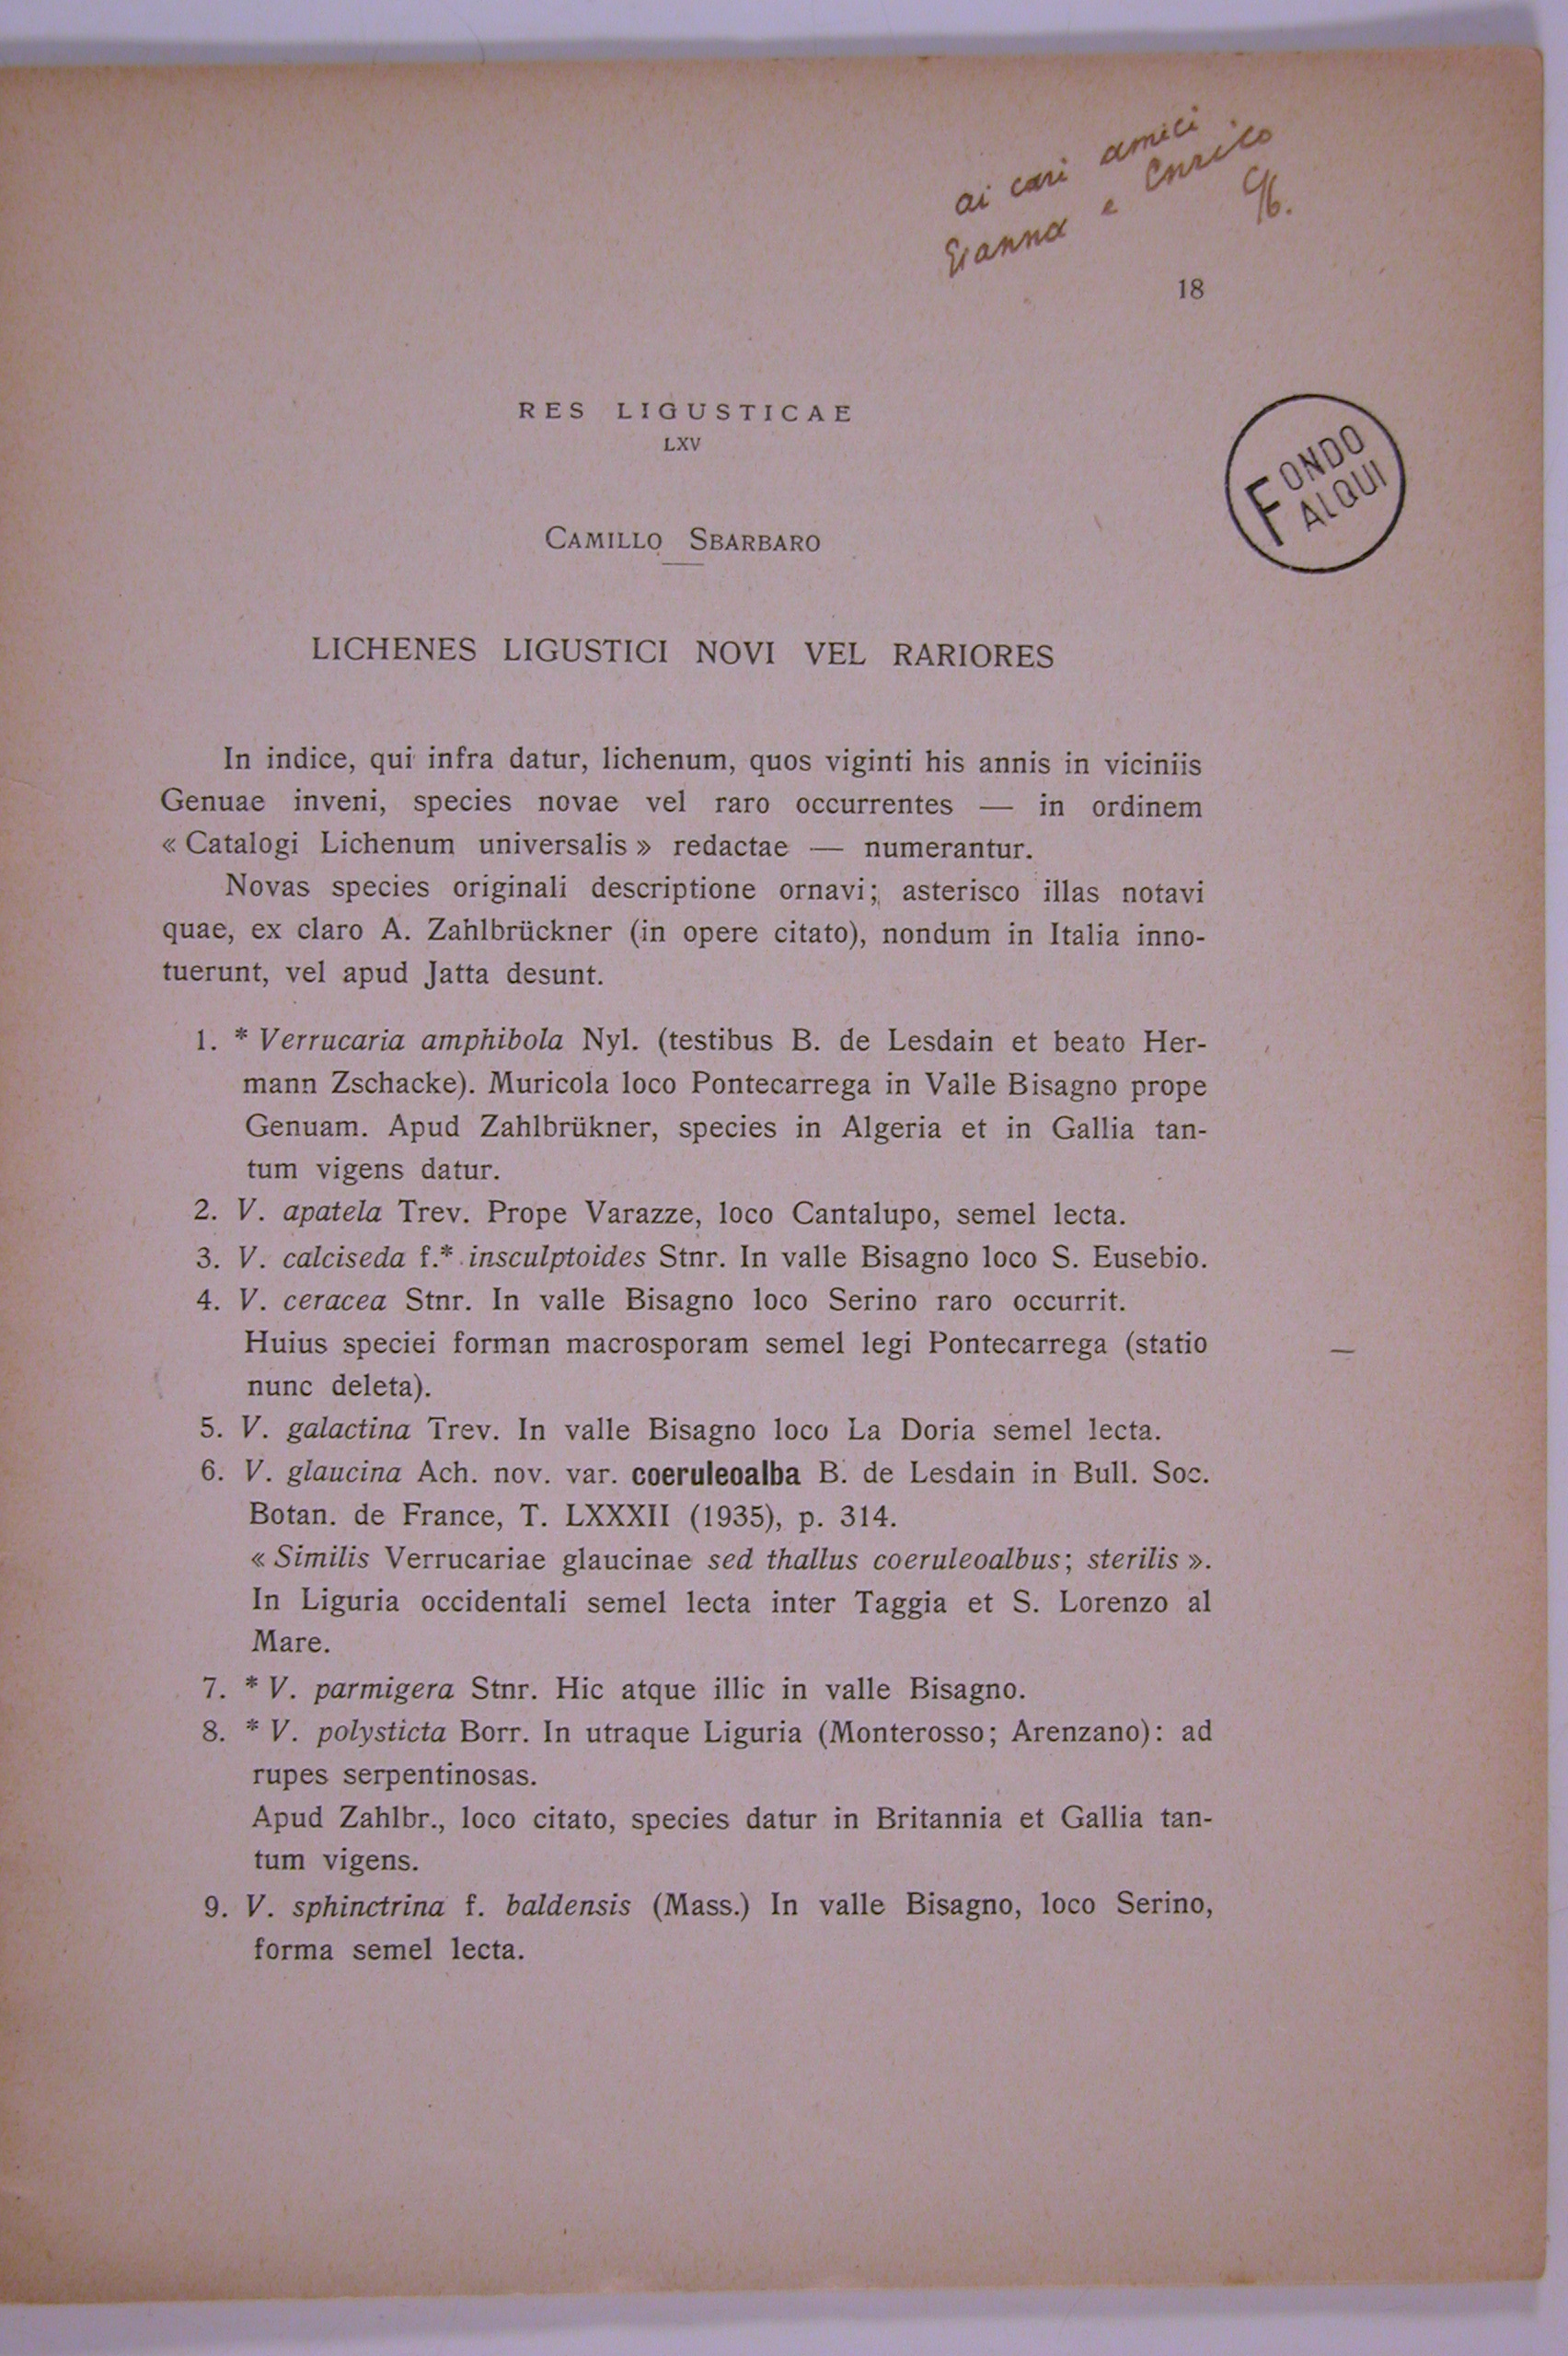 ai cari amici
Gianna e Enrico
18
RES LIGUSTICAE
LXV
FONDO
ALQUI
CAMILLO SBARBARO
LICHENES LIGUSTICI NOVI VEL RARIORES
In indice, qui infra datur, lichenum, quos viginti his annis in viciniis
Genuae inveni, species novae vel raro occurrentes — in ordinem
« Catalogi Lichenum universalis » redactae — numerantur.
Novas species originali descriptione ornavi; asterisco illas notavi
quae, ex claro A. Zahlbrückner (in opere citato), nondum in Italia inno-
tuerunt, vel apud Jatta desunt.
1. * Verrucaria amphibola Nyl. (testibus B. de Lesdain et beato Her-
mann Zschacke). Muricola loco Pontecarrega in Valle Bisagno prope
Genuam. Apud Zahlbrükner, species in Algeria et in Gallia tan-
tum vigens datur.
2. V. apatela Trev. Prope Varazze, loco Cantalupo, semel lecta.
3. V. calciseda f.* insculptoides Stnr. In valle Bisagno loco S. Eusebio.
4. V. ceracea Stnr. In valle Bisagno loco Serino raro occurrit.
Huius speciei forman macrosporam semel legi Pontecarrega (statio
nunc deleta).
5. V. galactina Trev. In valle Bisagno loco La Doria semel lecta.
6. V. glaucina Ach. nov. var. coeruleoalba B. de Lesdain in Bull. Soc.
Botan. de France, T. LXXXII (1935), p. 314.
« Similis Verrucariae glaucinae sed thallus coeruleoalbus; sterilis ».
In Liguria occidentali semel lecta inter Taggia et S. Lorenzo al
Mare.
7. * V. parmigera Stnr. Hic atque illic in valle Bisagno.
8. * V. polysticta Borr. In utraque Liguria (Monterosso; Arenzano): ad
rupes serpentinosas.
Apud Zahlbr., loco citato, species datur in Britannia et Gallia tan-
tum vigens.
9. V. sphinctrina f. baldensis (Mass.) In valle Bisagno, loco Serino,
forma semel lecta.